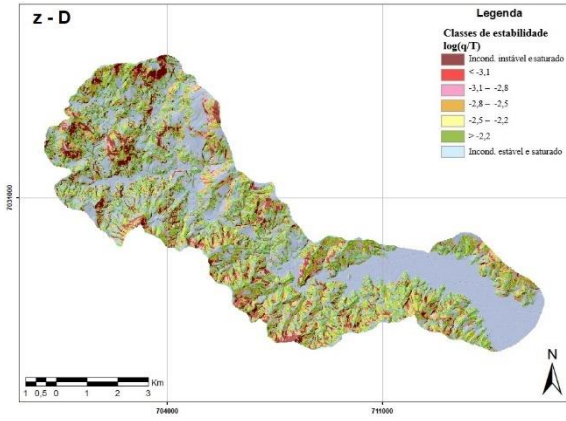 z - D
Legenda
Classes de estabilidade
log(q/T)
Incond. instável e saturado
< -3,1
-3,1 – -2,8
-2,8 – -2,5
-2,5 – -2,2
> -2,2
Incond. estável e saturado
7031000
N
Km
1 0,5 0 1 2 3
704000
711000